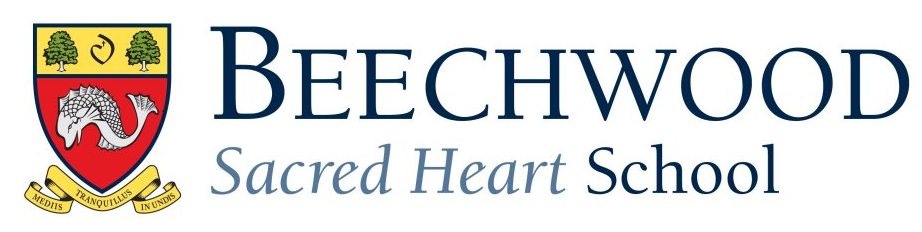 BEECHWOOD
Sacred Heart School
MEDIIS TRANQUILLUS IN UNDIS